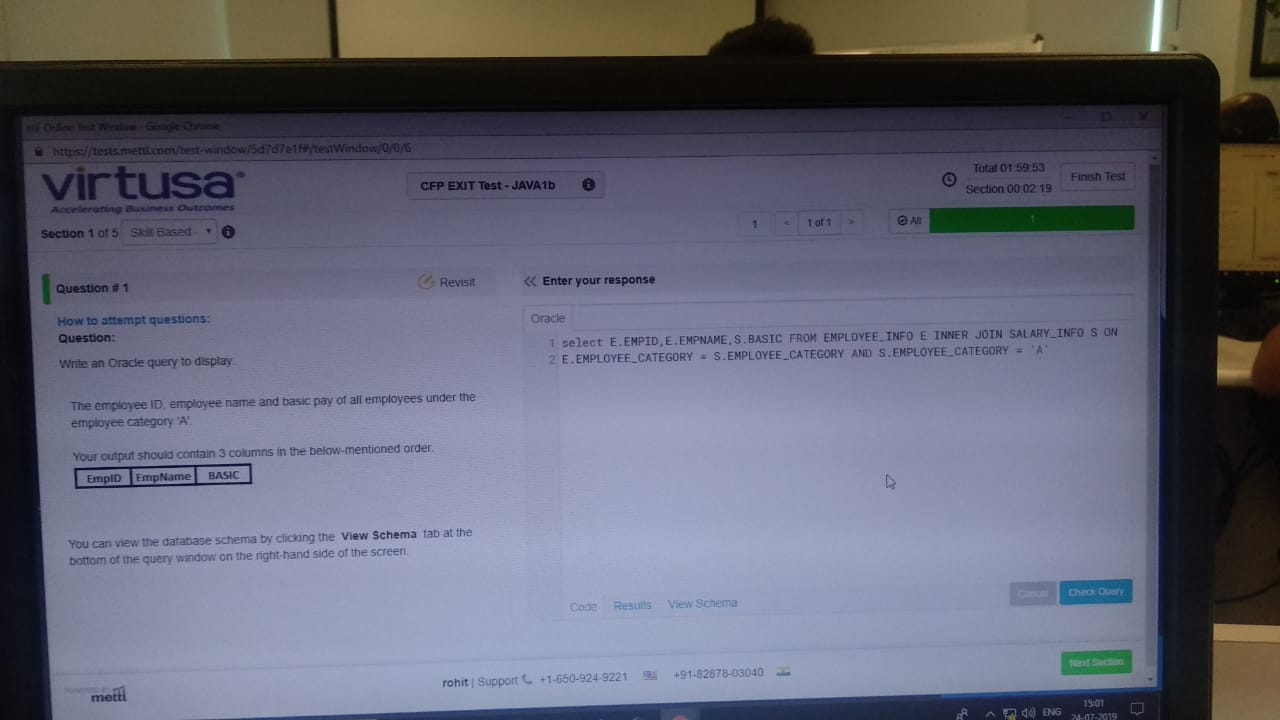 Online Test Window - Google Chrome
https://tests.mettl.com/test-window/5d7d7e1f#/testWindow/0/0/6
virtusa
Accelerating Business Outcomes
CFP EXIT Test - JAVA1b
Total 01:59:53
Section 00:02:19
Finish Test
Section 1 of 5
Skill Based
1
<
1 of 1
>
All
1
Question # 1
Revisit
How to attempt questions:
Question:
Write an Oracle query to display:
The employee ID, employee name and basic pay of all employees under the
employee category 'A'.
Your output should contain 3 columns in the below-mentioned order.
EmpID EmpName BASIC
You can view the database schema by clicking the View Schema tab at the
bottom of the query window on the right-hand side of the screen.
Enter your response
Oracle
1 select E.EMPID,E.EMPNAME,S.BASIC FROM EMPLOYEE_INFO E INNER JOIN SALARY_INFO S ON
2 E.EMPLOYEE_CATEGORY = S.EMPLOYEE_CATEGORY AND S.EMPLOYEE_CATEGORY = 'A'
Code Results View Schema
Cancel
Check Query
Next Section
POWERED BY
mettl
rohit | Support +1-650-924-9221 +91-82878-03040
ENG
15:01
24-07-2019